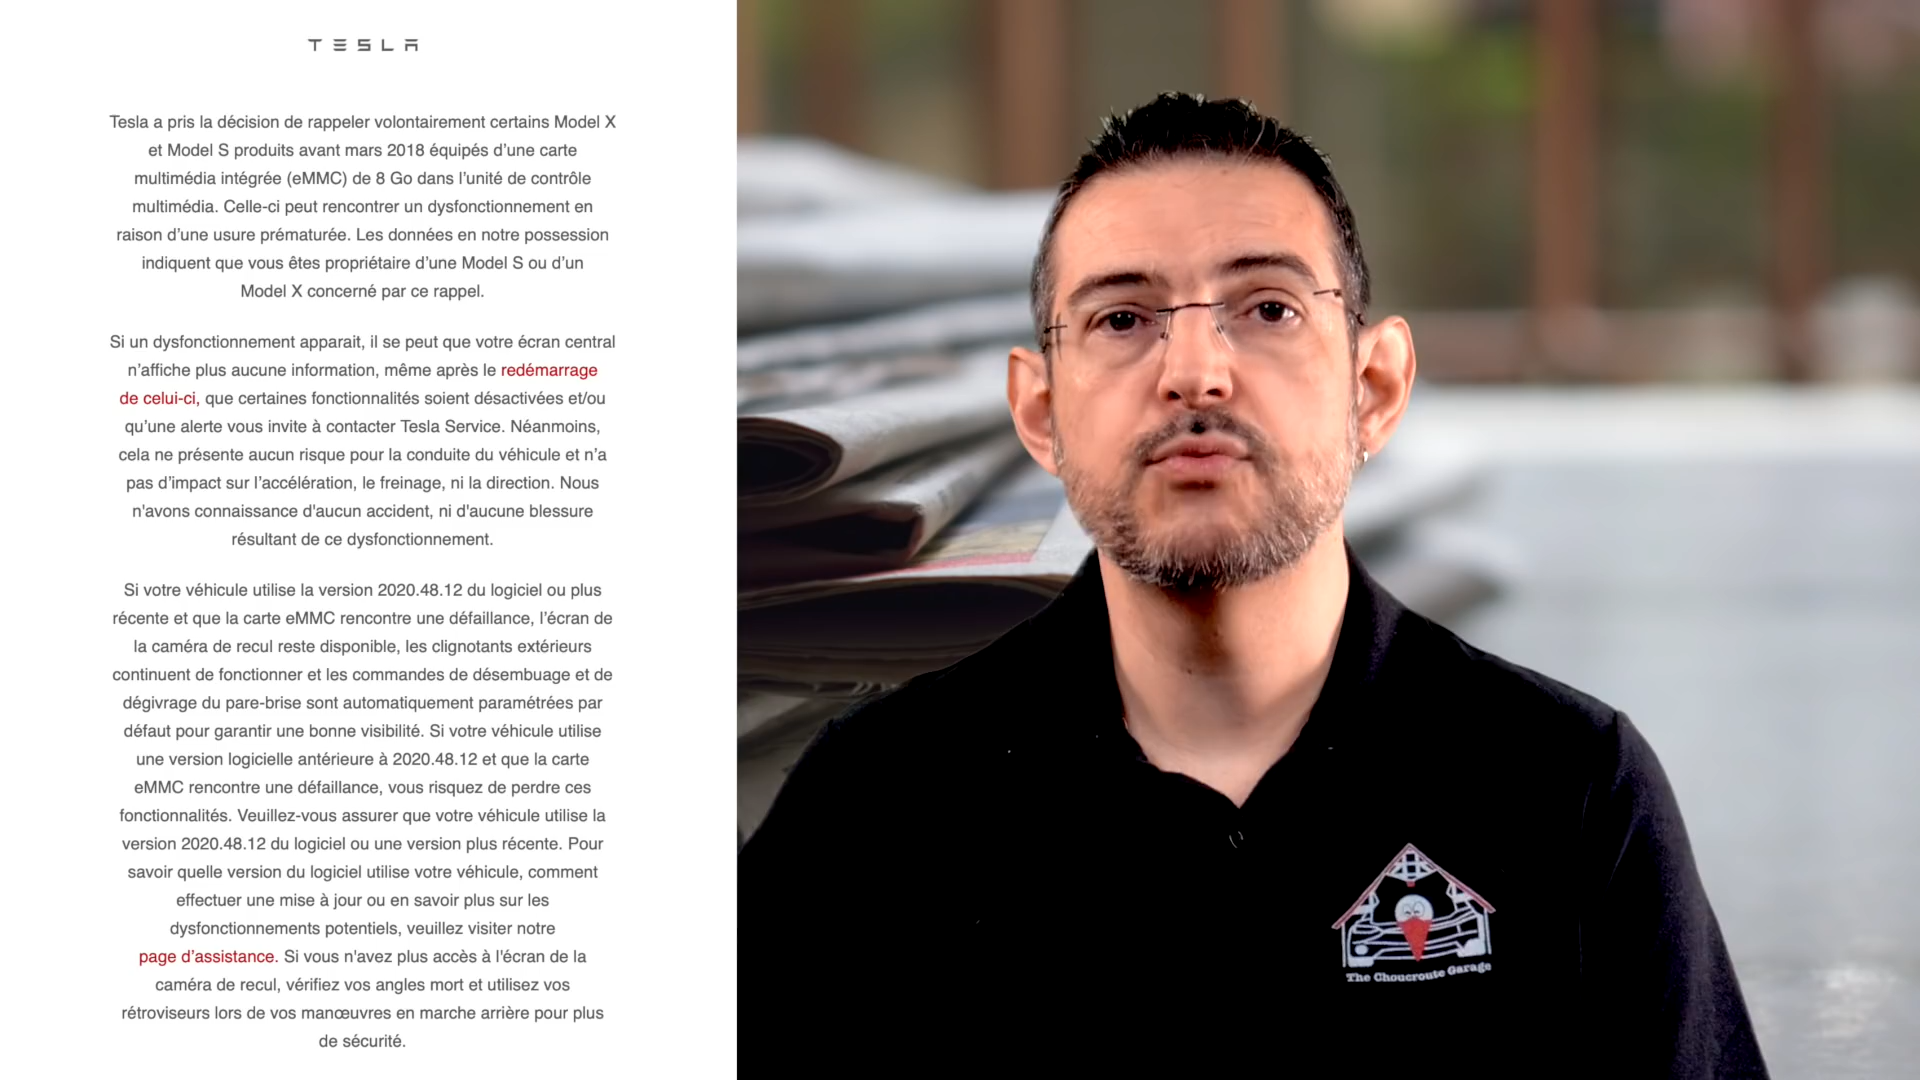 TESLA
Tesla a pris la décision de rappeler volontairement certains Model X
et Model S produits avant mars 2018 équipés d’une carte
multimédia intégrée (eMMC) de 8 Go dans l’unité de contrôle
multimédia. Celle-ci peut rencontrer un dysfonctionnement en
raison d’une usure prématurée. Les données en notre possession
indiquent que vous êtes propriétaire d’une Model S ou d’un
Model X concerné par ce rappel.
Si un dysfonctionnement apparait, il se peut que votre écran central
n’affiche plus aucune information, même après le redémarrage
de celui-ci, que certaines fonctionnalités soient désactivées et/ou
qu’une alerte vous invite à contacter Tesla Service. Néanmoins,
cela ne présente aucun risque pour la conduite du véhicule et n’a
pas d’impact sur l’accélération, le freinage, ni la direction. Nous
n'avons connaissance d'aucun accident, ni d'aucune blessure
résultant de ce dysfonctionnement.
Si votre véhicule utilise la version 2020.48.12 du logiciel ou plus
récente et que la carte eMMC rencontre une défaillance, l’écran de
la caméra de recul reste disponible, les clignotants extérieurs
continuent de fonctionner et les commandes de désembuage et de
dégivrage du pare-brise sont automatiquement paramétrées par
défaut pour garantir une bonne visibilité. Si votre véhicule utilise
une version logicielle antérieure à 2020.48.12 et que la carte
eMMC rencontre une défaillance, vous risquez de perdre ces
fonctionnalités. Veuillez-vous assurer que votre véhicule utilise la
version 2020.48.12 du logiciel ou une version plus récente. Pour
savoir quelle version du logiciel utilise votre véhicule, comment
effectuer une mise à jour ou en savoir plus sur les
dysfonctionnements potentiels, veuillez visiter notre
page d’assistance. Si vous n'avez plus accès à l'écran de la
caméra de recul, vérifiez vos angles mort et utilisez vos
rétroviseurs lors de vos manœuvres en marche arrière pour plus
de sécurité.
The Choucroute Garage